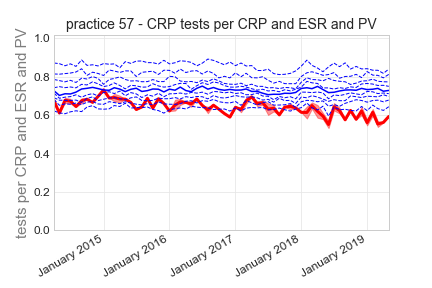 practice 57 - CRP tests per CRP and ESR and PV
tests per CRP and ESR and PV
1.0
0.8
0.6
0.4
0.2
0.0
January 2015
January 2016
January 2017
January 2018
January 2019